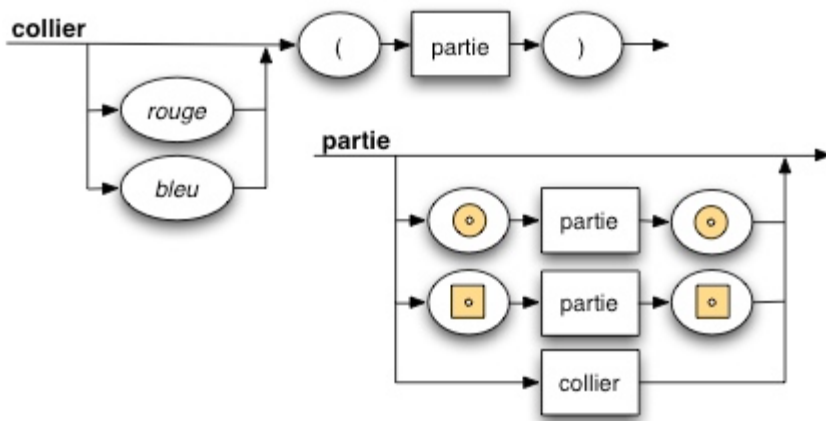 collier
( partie )
rouge
partie
bleu
partie
partie
collier